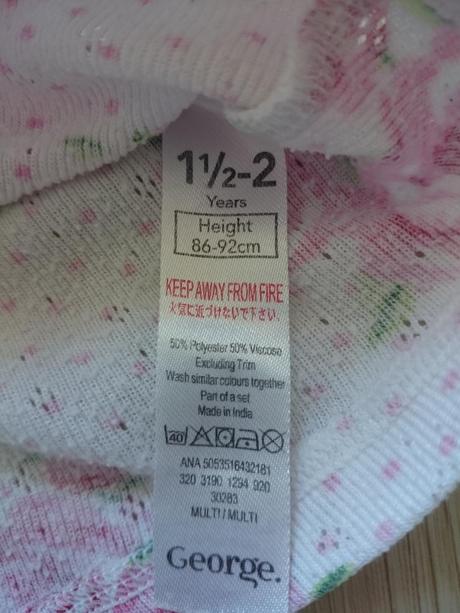 1½-2
Years
Height
86-92cm
KEEP AWAY FROM FIRE
火気に近づけないで下さい。
50% Polyester 50% Viscose
Excluding Trim
Wash similar colours together
Part of a set
Made in India
40
ANA 5053516432181
320 3190 1294 920
30283
MULTI / MULTI
George.